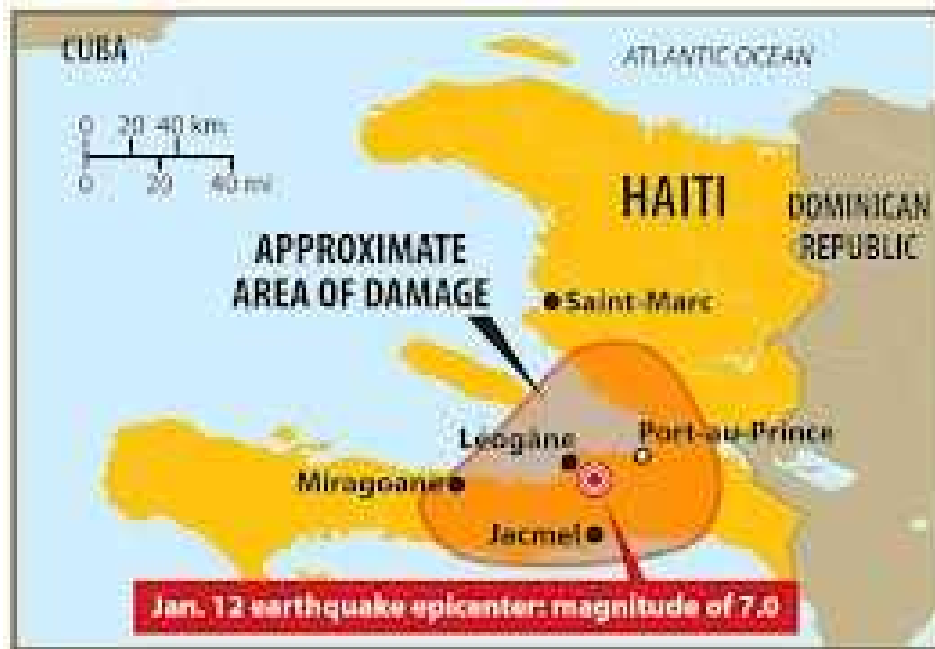 CUBA
ATLANTIC OCEAN
0 20 40 km
0 20 40 mi
HAITI
DOMINICAN
REPUBLIC
APPROXIMATE
AREA OF DAMAGE
Saint-Marc
Léogâne
Port-au-Prince
Miragoane
Jacmel
Jan. 12 earthquake epicenter: magnitude of 7.0